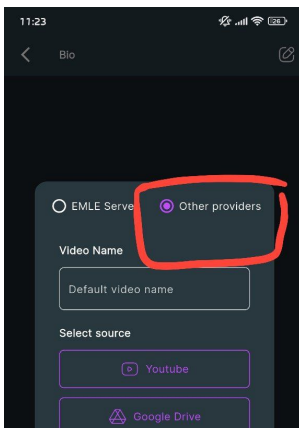 11:23
26
Bio
EMLE Serve
Other providers
Video Name
Default video name
Select source
Youtube
Google Drive